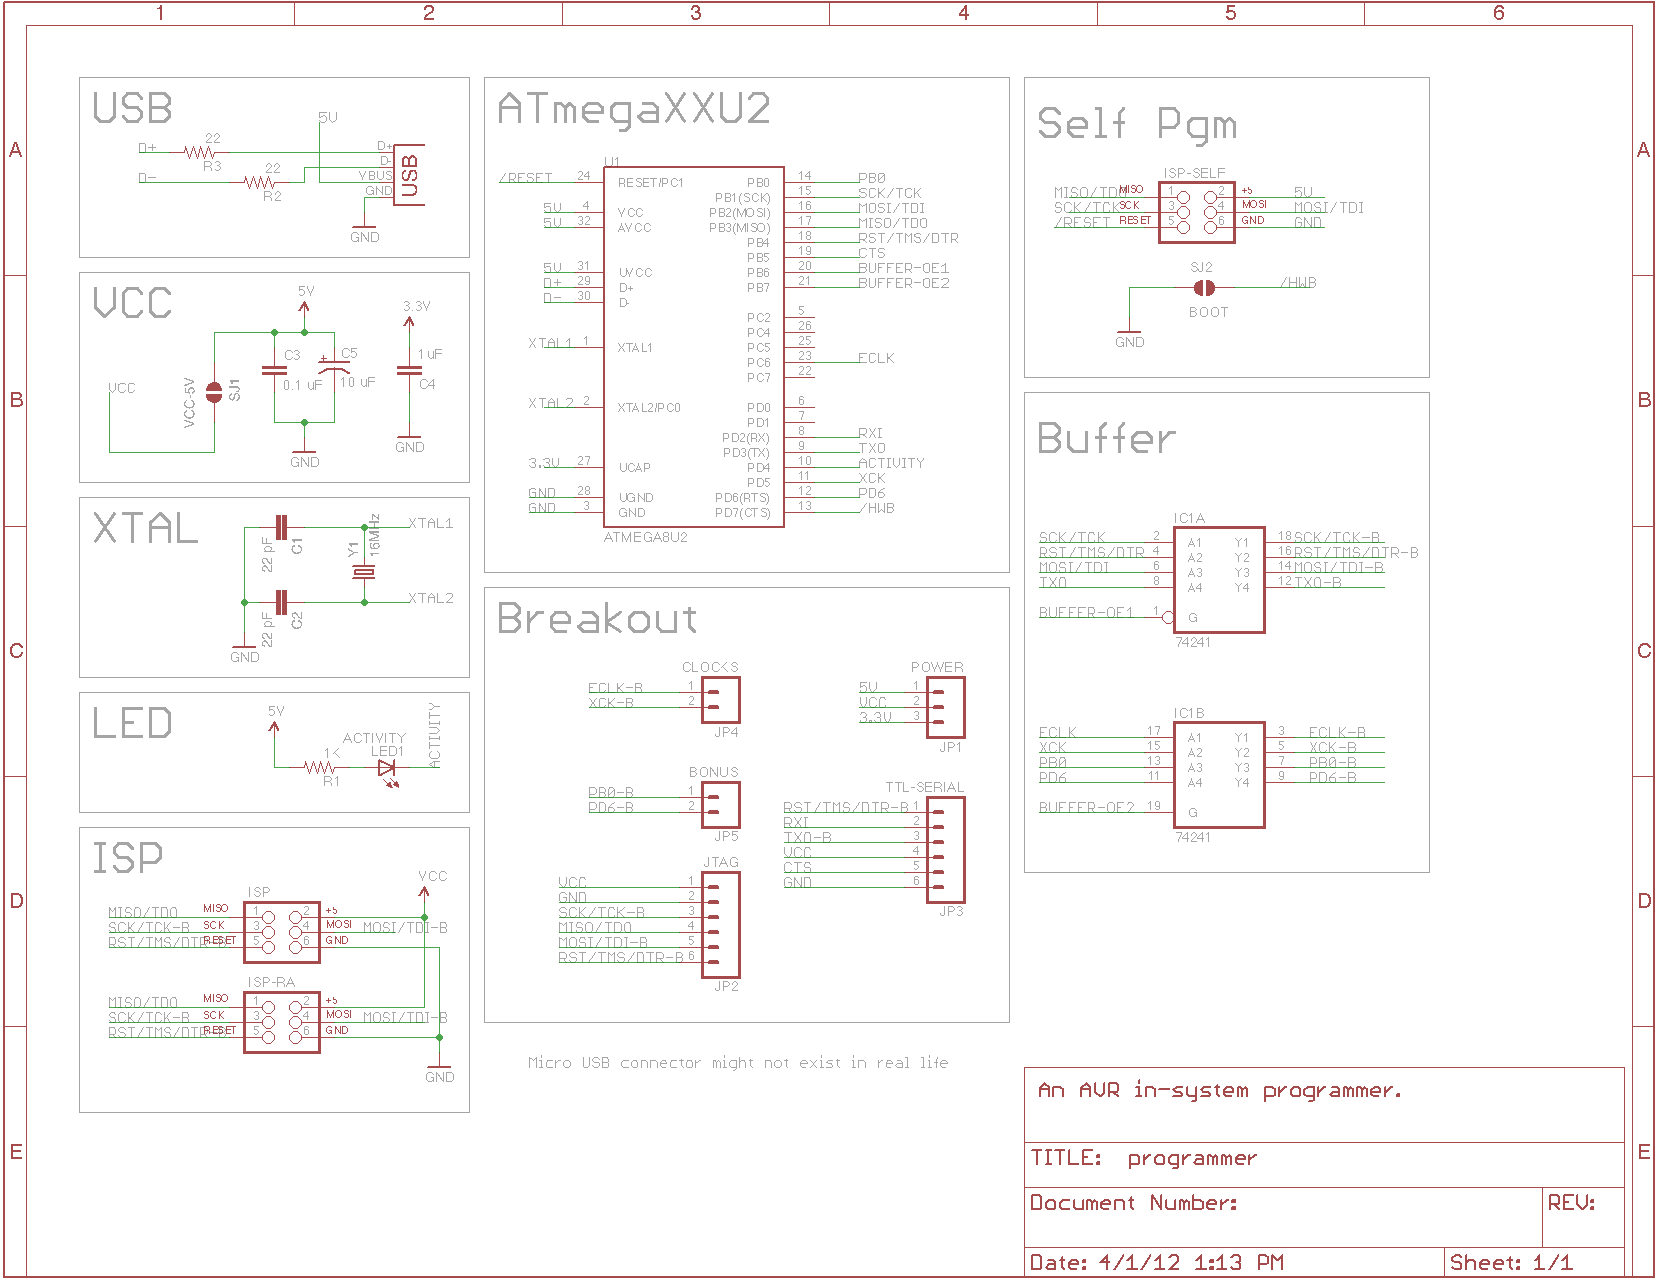 1 2 3 4 5 6
A A
B B
C C
D D
E E
USB
5V
D+ 22 R3 D+
D- 22 R2 D-
VBUS
GND
USB
GND
VCC
5V
3.3V
VCC
VCC-5V
SJ1
C3
0.1 uF
+
C5
10 uF
1 uF
C4
GND
GND
XTAL
22 pF
C1
XTAL1
Y1
16MHz
22 pF
C2
XTAL2
GND
LED
5V
1K
R1
ACTIVITY
LED1
ACTIVITY
ISP
VCC
ISP
MISO/TDO MISO 1 2 +5
SCK/TCK-B SCK 3 4 MOSI MOSI/TDI-B
RST/TMS/DTR-B RESET 5 6 GND
ISP-RA
MISO/TDO MISO 1 2 +5
SCK/TCK-B SCK 3 4 MOSI MOSI/TDI-B
RST/TMS/DTR-B RESET 5 6 GND
GND
ATmegaXXU2
U1
/RESET 24 RESET/PC1 PB0 14 PB0
PB1(SCK) 15 SCK/TCK
5V 4 VCC PB2(MOSI) 16 MOSI/TDI
5V 32 AVCC PB3(MISO) 17 MISO/TDO
PB4 18 RST/TMS/DTR
PB5 19 CTS
5V 31 UVCC PB6 20 BUFFER-OE1
D+ 29 D+ PB7 21 BUFFER-OE2
D- 30 D-
PC2 5
PC4 26
XTAL1 1 XTAL1 PC5 25
PC6 23 ECLK
PC7 22
XTAL2 2 XTAL2/PC0 PD0 6
PD1 7
PD2(RX) 8 RXI
PD3(TX) 9 TXO
3.3V 27 UCAP PD4 10 ACTIVITY
PD5 11 XCK
GND 28 UGND PD6(RTS) 12 PD6
GND 3 GND PD7(CTS) 13 /HWB
ATMEGA8U2
Breakout
CLOCKS
ECLK-B 1
XCK-B 2
JP4
POWER
5V 1
VCC 2
3.3V 3
JP1
BONUS
PB0-B 1
PD6-B 2
JP5
TTL-SERIAL
RST/TMS/DTR-B 1
RXI 2
TXO-B 3
VCC 4
CTS 5
GND 6
JP3
JTAG
VCC 1
GND 2
SCK/TCK-B 3
MISO/TDO 4
MOSI/TDI-B 5
RST/TMS/DTR-B 6
JP2
Micro USB connector might not exist in real life
Self Pgm
ISP-SELF
MISO/TDO MISO 1 2 +5 5V
SCK/TCK SCK 3 4 MOSI MOSI/TDI
/RESET RESET 5 6 GND GND
SJ2
/HWB
BOOT
GND
Buffer
IC1A
SCK/TCK 2 A1 Y1 18 SCK/TCK-B
RST/TMS/DTR 4 A2 Y2 16 RST/TMS/DTR-B
MOSI/TDI 6 A3 Y3 14 MOSI/TDI-B
TXO 8 A4 Y4 12 TXO-B
BUFFER-OE1 1 G
74241
IC1B
ECLK 17 A1 Y1 3 ECLK-B
XCK 15 A2 Y2 5 XCK-B
PB0 13 A3 Y3 7 PB0-B
PD6 11 A4 Y4 9 PD6-B
BUFFER-OE2 19 G
74241
An AVR in-system programmer.
TITLE: programmer
Document Number:
REV:
Date: 4/1/12 1:13 PM
Sheet: 1/1